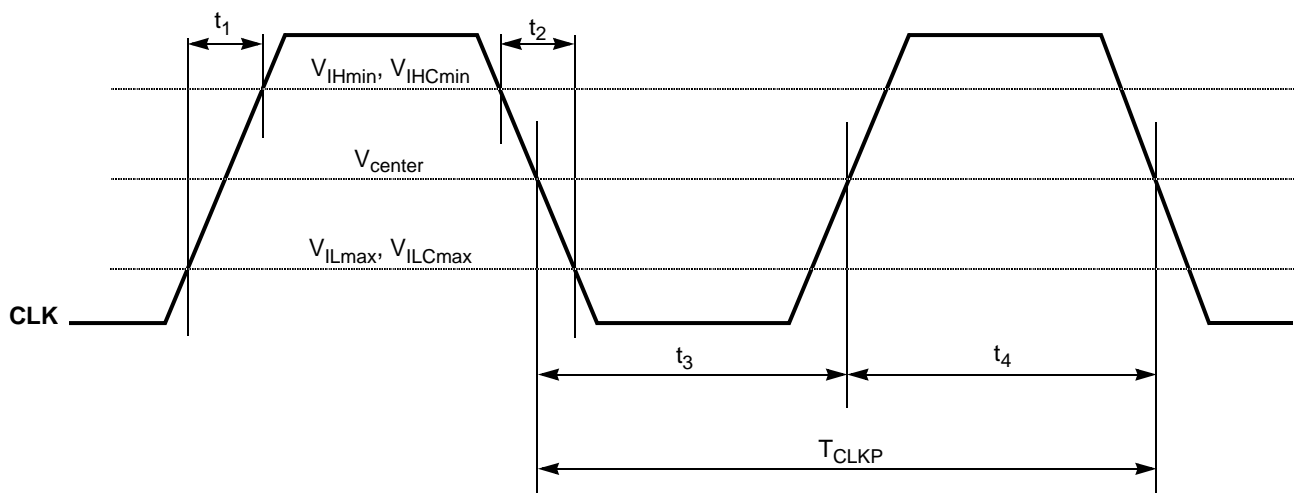 t1
t2
VIHmin, VIHCmin
Vcenter
VILmax, VILCmax
CLK
t3
t4
TCLKP